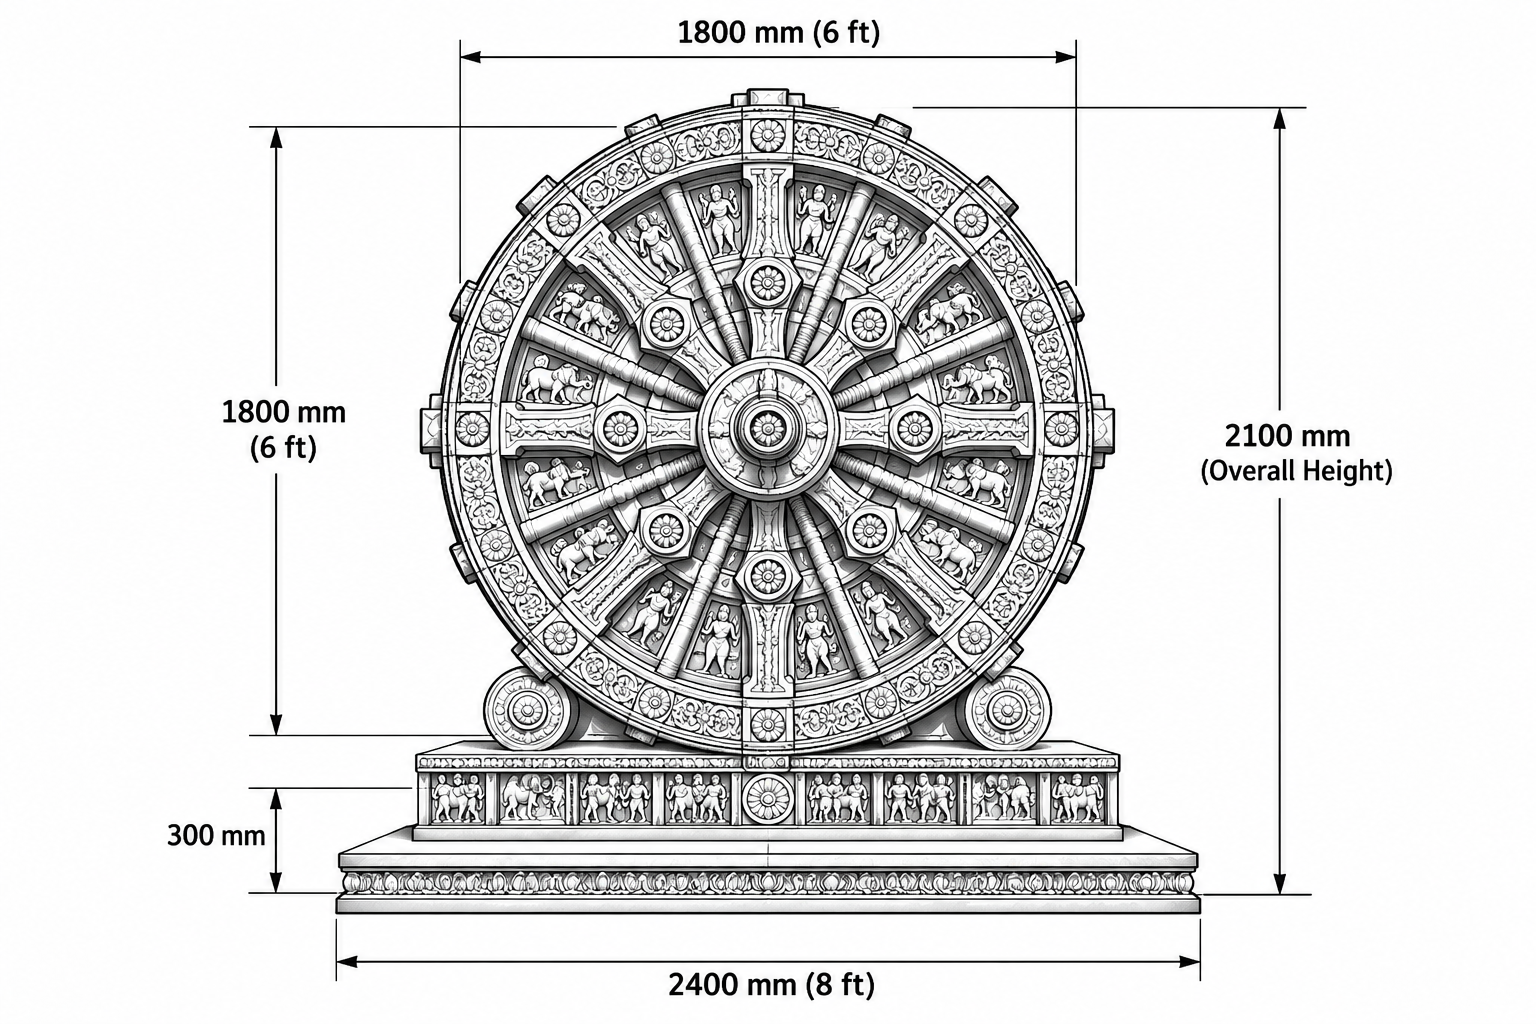 1800 mm (6 ft)
1800 mm
(6 ft)
2100 mm
(Overall Height)
300 mm
2400 mm (8 ft)